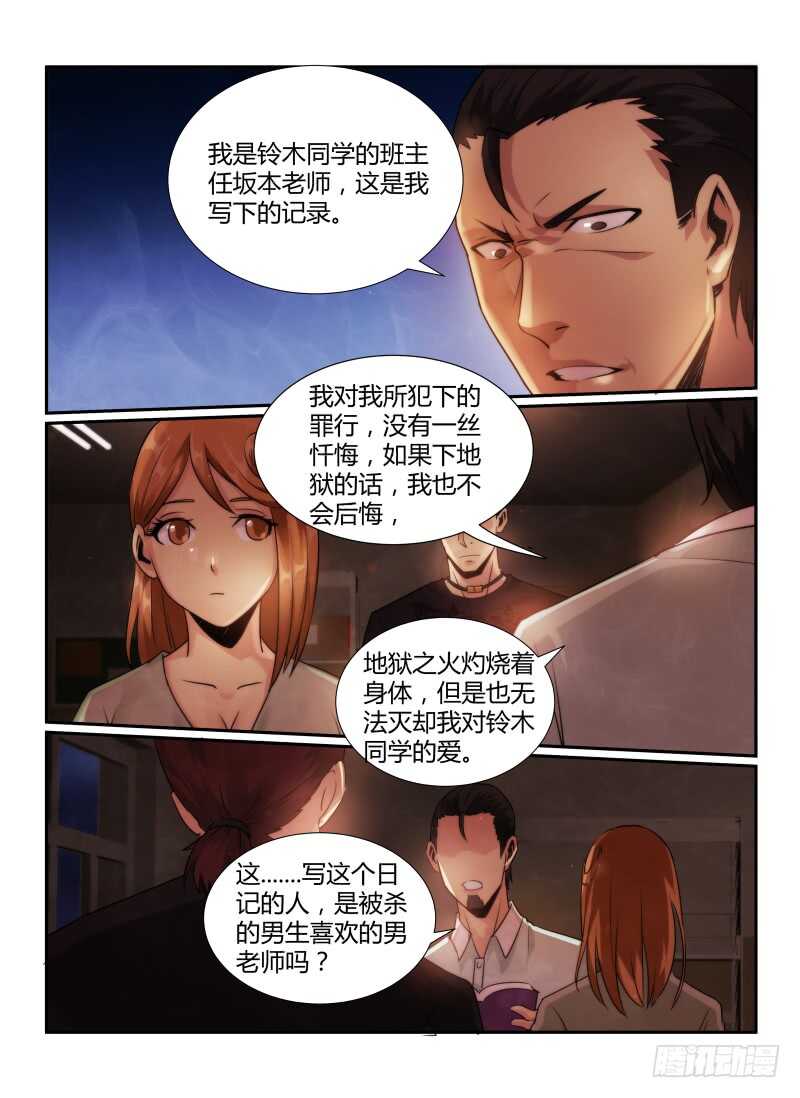 我是铃木同学的班主
任坂本老师，这是我
写下的记录。
我对我所犯下的
罪行，没有一丝
忏悔，如果下地
狱的话，我也不
会后悔，
地狱之火灼烧着
身体，但是也无
法灭却我对铃木
同学的爱。
这.......写这个日
记的人，是被杀
的男生喜欢的男
老师吗？
腾讯动漫